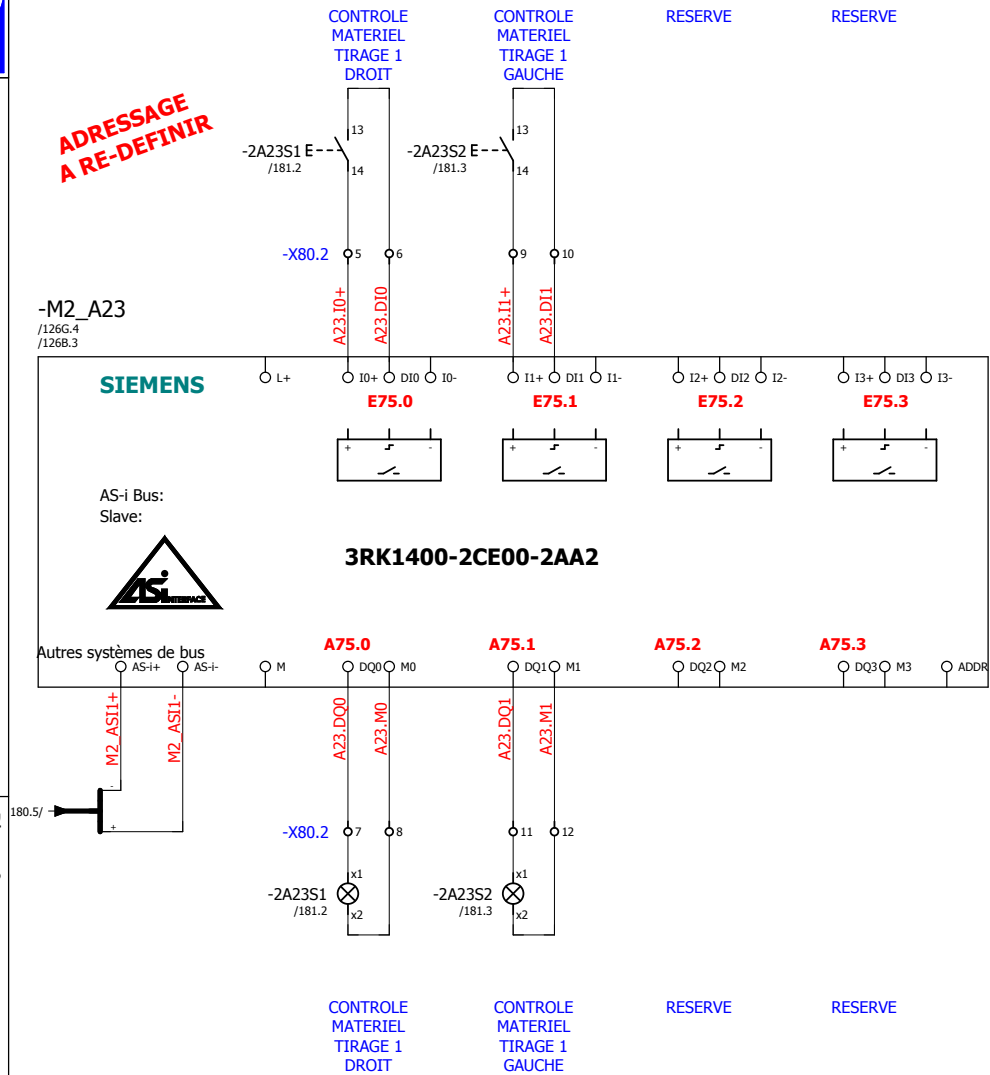 CONTROLE
MATERIEL
TIRAGE 1
DROIT
CONTROLE
MATERIEL
TIRAGE 1
GAUCHE
RESERVE
RESERVE
ADRESSAGE
A RE-DEFINIR
13
-2A23S1
/181.2
14
13
-2A23S2
/181.3
14
-X80.2
5
6
9
10
A23.I0+
A23.DI0
A23.I1+
A23.DI1
-M2_A23
/126G.4
/126B.3
SIEMENS
L+
I0+ DI0 I0-
I1+ DI1 I1-
I2+ DI2 I2-
I3+ DI3 I3-
E75.0
E75.1
E75.2
E75.3
+ -
+ -
+ -
+ -
AS-i Bus:
Slave:
3RK1400-2CE00-2AA2
ASi INTERFACE
A75.0
A75.1
A75.2
A75.3
Autres systèmes de bus
AS-i+ AS-i- M
DQ0 M0
DQ1 M1
DQ2 M2
DQ3 M3
ADDR
M2_ASI1+
M2_ASI1-
A23.DQ0
A23.M0
A23.DQ1
A23.M1
-
180.5/
+
-X80.2
7
8
11
12
x1
-2A23S1
/181.2
x2
x1
-2A23S2
/181.3
x2
CONTROLE
MATERIEL
TIRAGE 1
DROIT
CONTROLE
MATERIEL
TIRAGE 1
GAUCHE
RESERVE
RESERVE